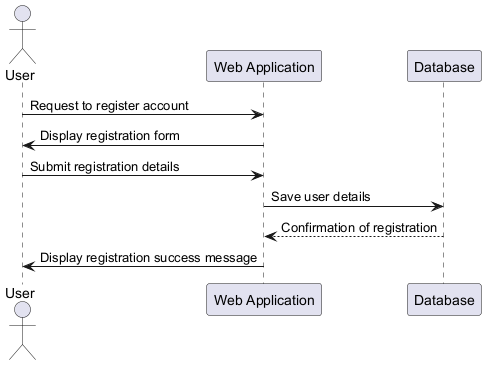 User
Web Application
Database
Request to register account
Display registration form
Submit registration details
Save user details
Confirmation of registration
Display registration success message
User
Web Application
Database